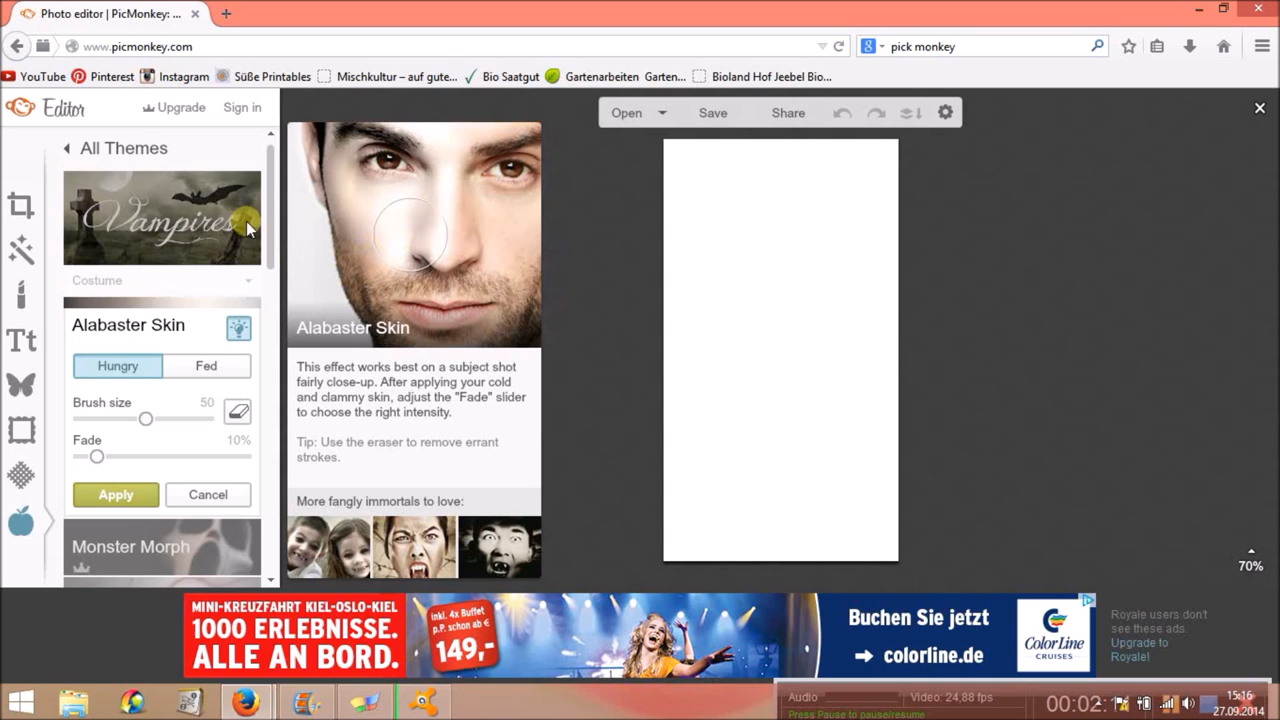 Photo editor | PicMonkey: ...
www.picmonkey.com
pick monkey
YouTube Pinterest Instagram Süße Printables Mischkultur – auf gute... Bio Saatgut Gartenarbeiten Garten... Bioland Hof Jeebel Bio...
Editor Upgrade Sign in
Open Save Share
All Themes
Vampires
Costume
Alabaster Skin
Hungry Fed
Brush size 50
Fade 10%
Apply Cancel
Monster Morph
Alabaster Skin
This effect works best on a subject shot
fairly close-up. After applying your cold
and clammy skin, adjust the "Fade" slider
to choose the right intensity.
Tip: Use the eraser to remove errant
strokes.
More fangly immortals to love:
70%
MINI-KREUZFAHRT KIEL-OSLO-KIEL
1000 ERLEBNISSE.
ALLE AN BORD.
inkl. 4x Buffet
p.P. schon ab €
149,-
Buchen Sie jetzt
→ colorline.de
COLOR LINE
CRUISES
Royale users don't
see these ads.
Upgrade to
Royale!
Audio Video: 24,88 fps
Press Pause to pause/resume
15:16
27.09.2014